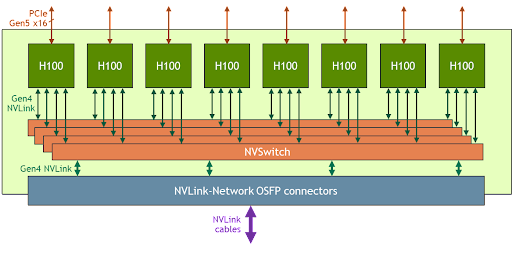 PCIe
Gen5 x16
H100 H100 H100 H100 H100 H100 H100 H100
Gen4
NVLink
NVSwitch
Gen4 NVLink
NVLink-Network OSFP connectors
NVLink
cables